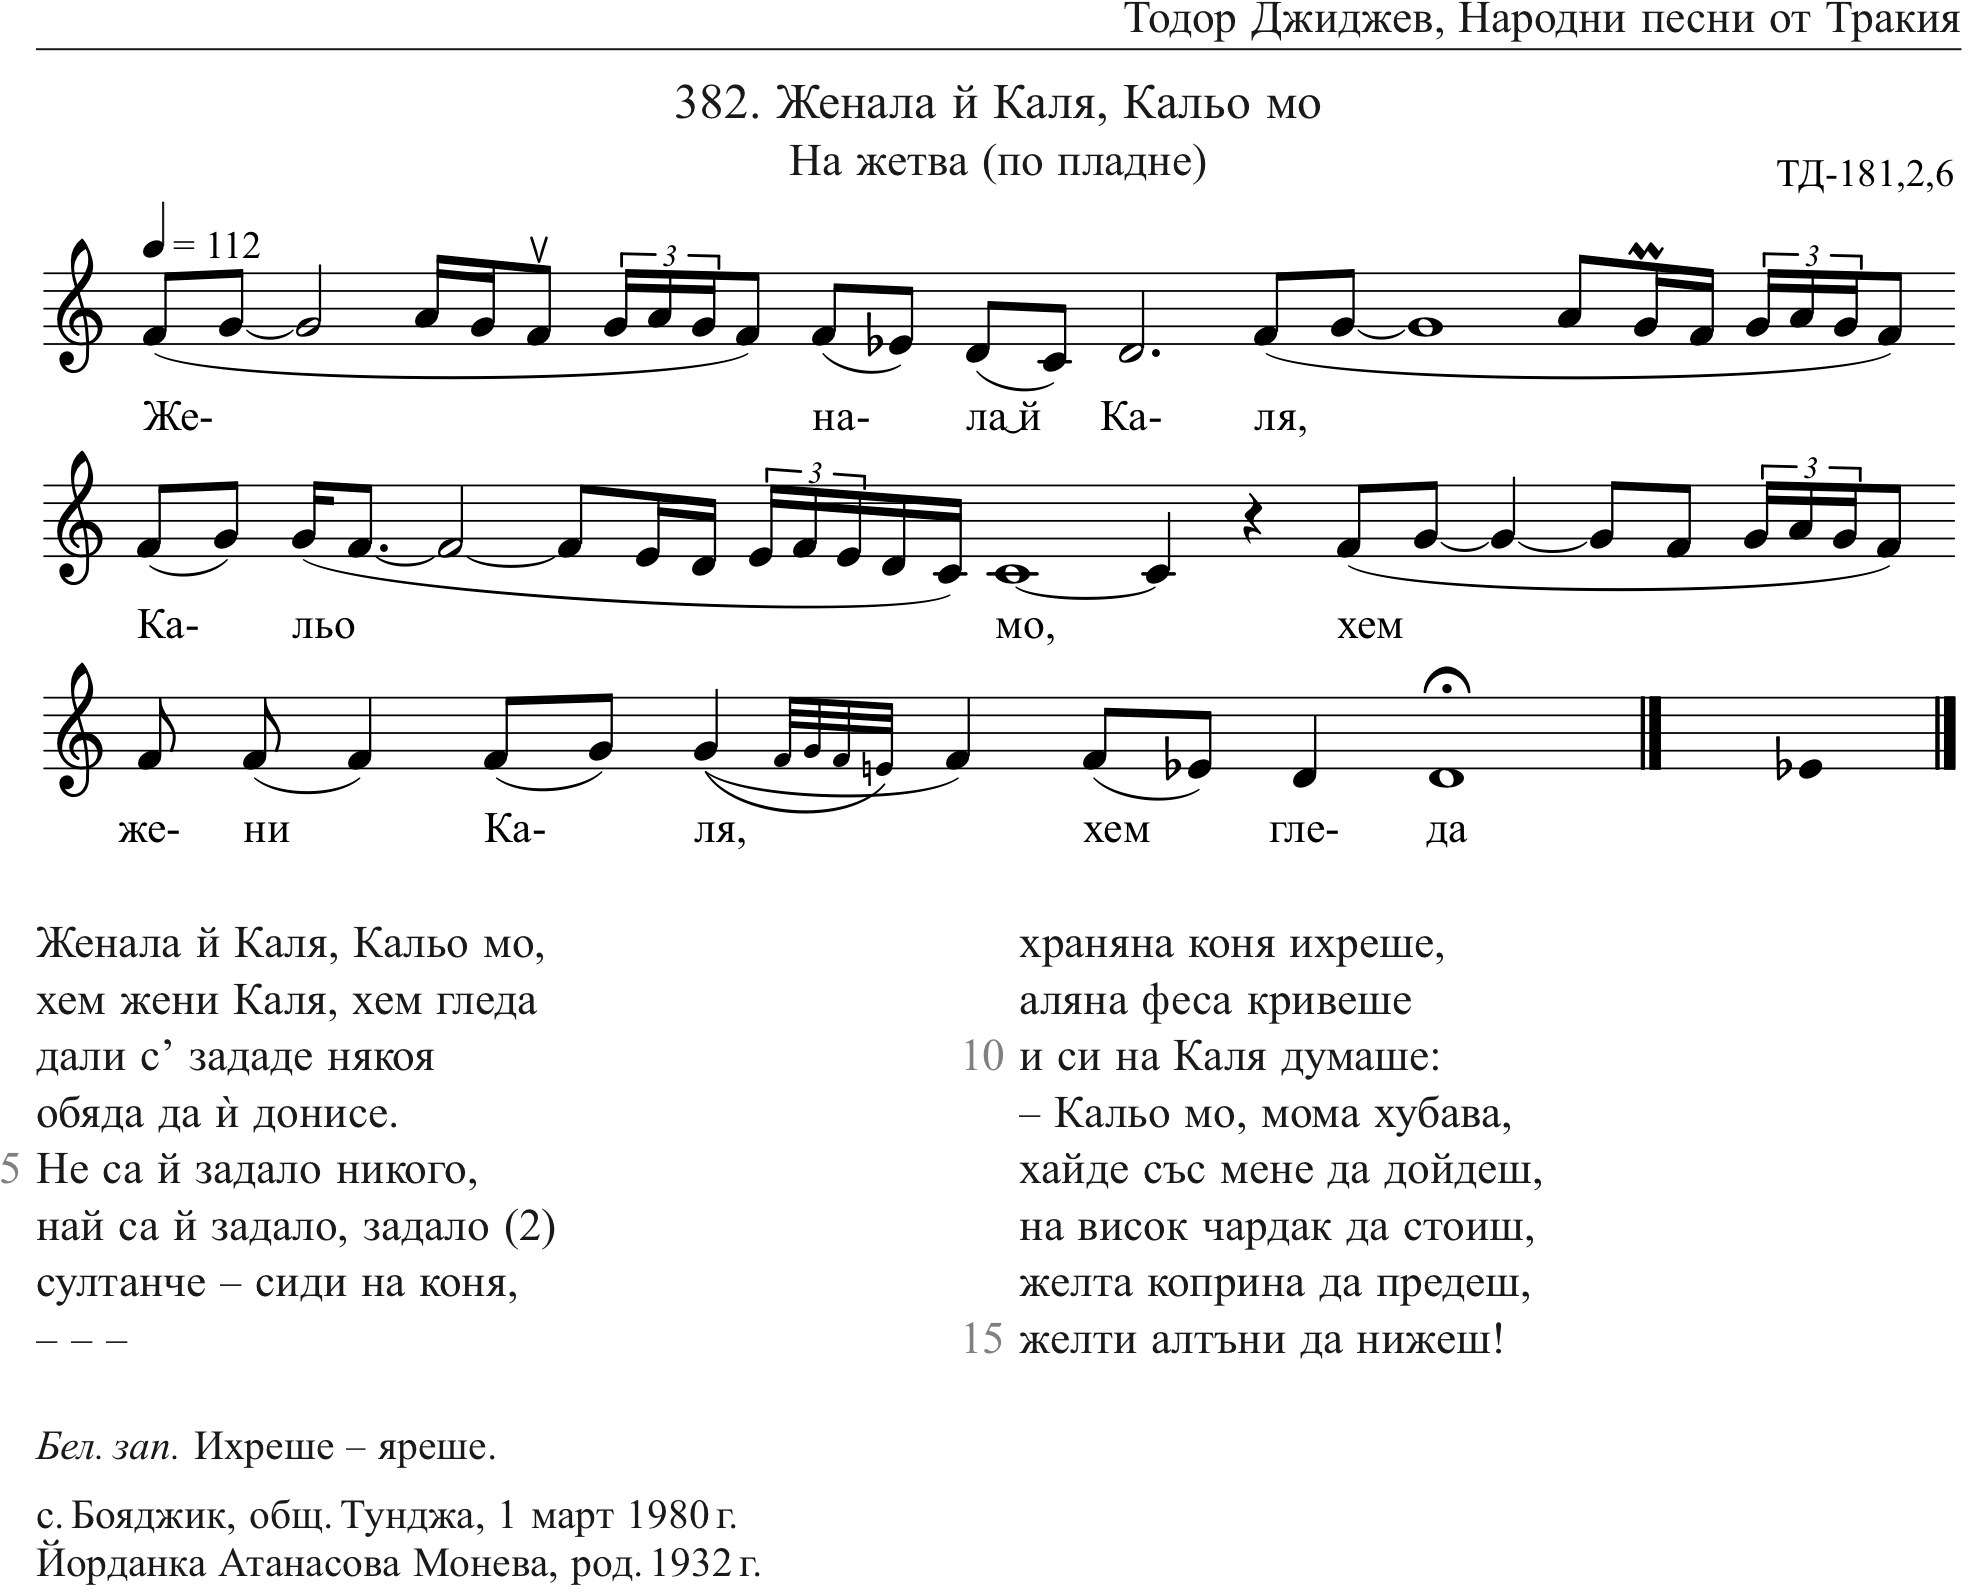 Тодор Джиджев, Народни песни от Тракия
382. Женала й Каля, Кальо мо
На жетва (по пладне)
ТД-181,2,6
= 112
3 3
Же- на- ла‿й Ка- ля,
3 3
Ка- льо мо, хем
же- ни Ка- ля, хем гле- да
Женала й Каля, Кальо мо,
хем жени Каля, хем гледа
дали с’ зададе някоя
обяда да ѝ донисе.
5 Не са й задало никого,
най са й задало, задало (2)
султанче – сиди на коня,
– – –
храняна коня ихреше,
аляна феса кривеше
10 и си на Каля думаше:
– Кальо мо, мома хубава,
хайде със мене да дойдеш,
на висок чардак да стоиш,
желта коприна да предеш,
15 желти алтъни да нижеш!
Бел. зап. Ихреше – яреше.
с. Бояджик, общ. Тунджа, 1 март 1980 г.
Йорданка Атанасова Монева, род. 1932 г.